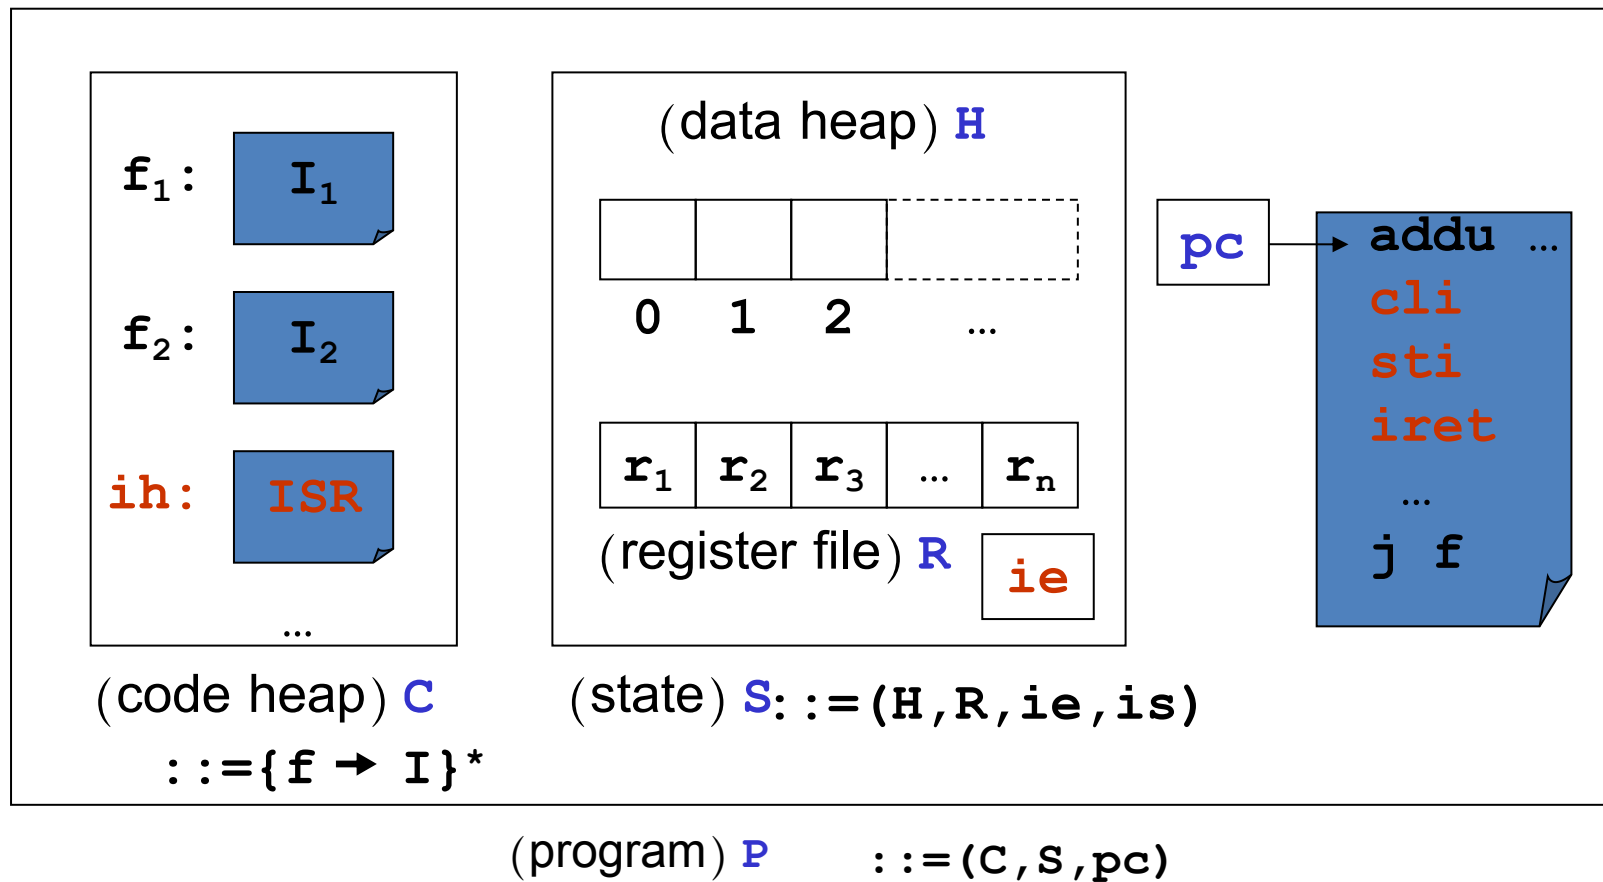 f1: I1
f2: I2
ih: ISR
…
(code heap) C
::={f → I}*
(data heap) H
0 1 2 …
r1 r2 r3 … rn
(register file) R
ie
(state) S::=(H,R,ie,is)
pc
addu …
cli
sti
iret
…
j f
(program) P ::=(C,S,pc)